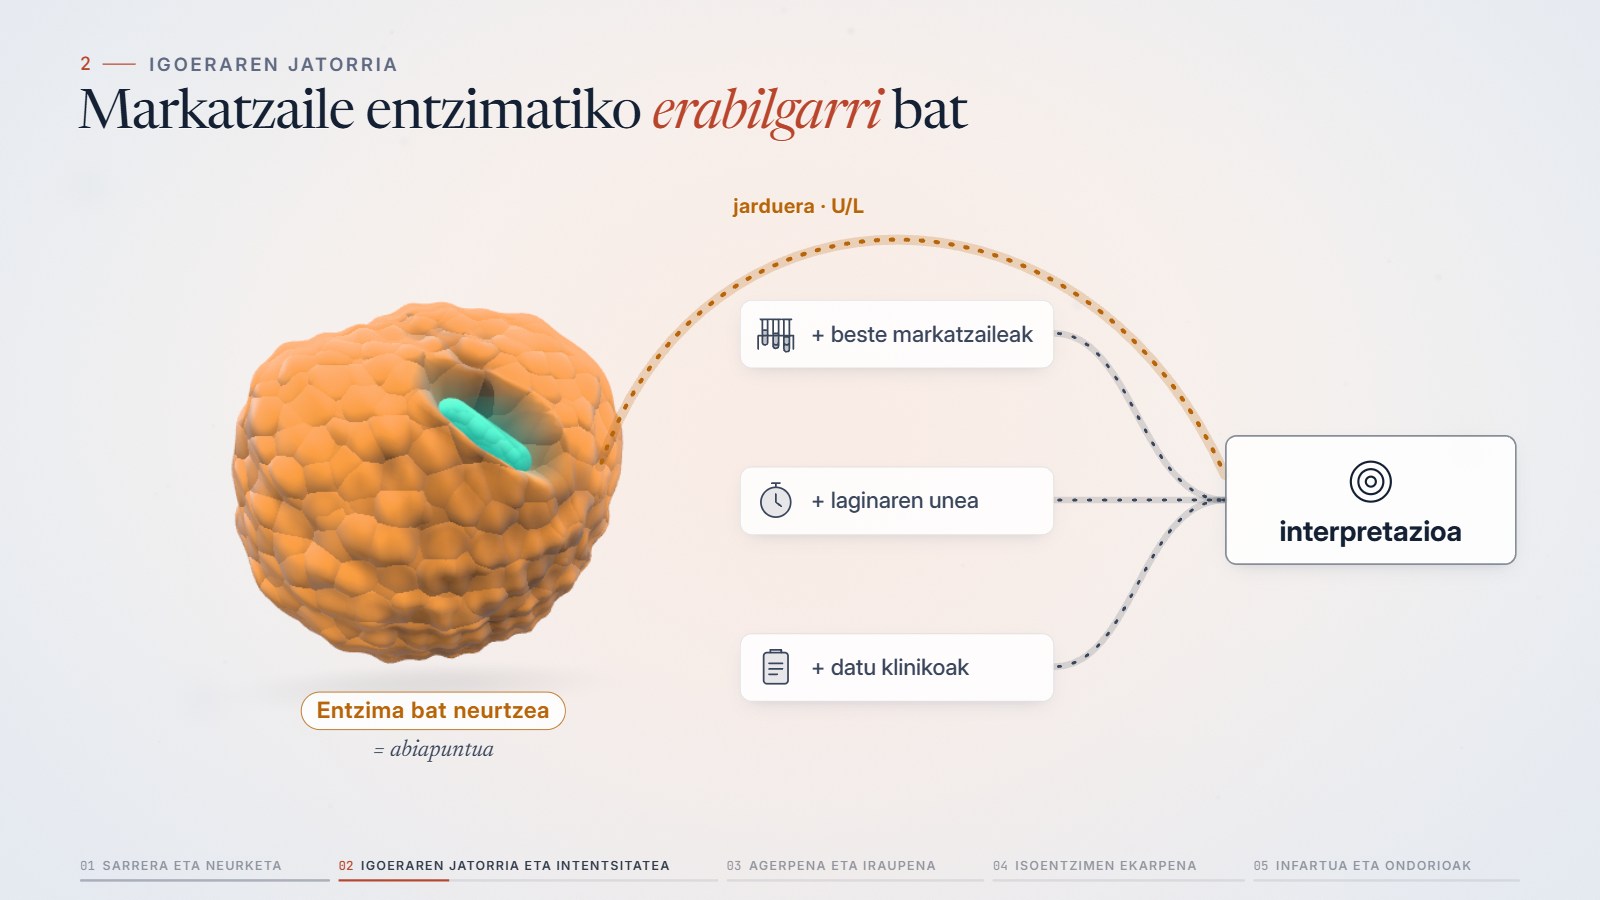 2 — IGOERAREN JATORRIA
Markatzaile entzimatiko erabilgarri bat
jarduera · U/L
+ beste markatzaileak
+ laginaren unea
+ datu klinikoak
interpretazioa
Entzima bat neurtzea
= abiapuntua
01 SARRERA ETA NEURKETA
02 IGOERAREN JATORRIA ETA INTENTSITATEA
03 AGERPENA ETA IRAUPENA
04 ISOENTZIMEN EKARPENA
05 INFARTUA ETA ONDORIOAK